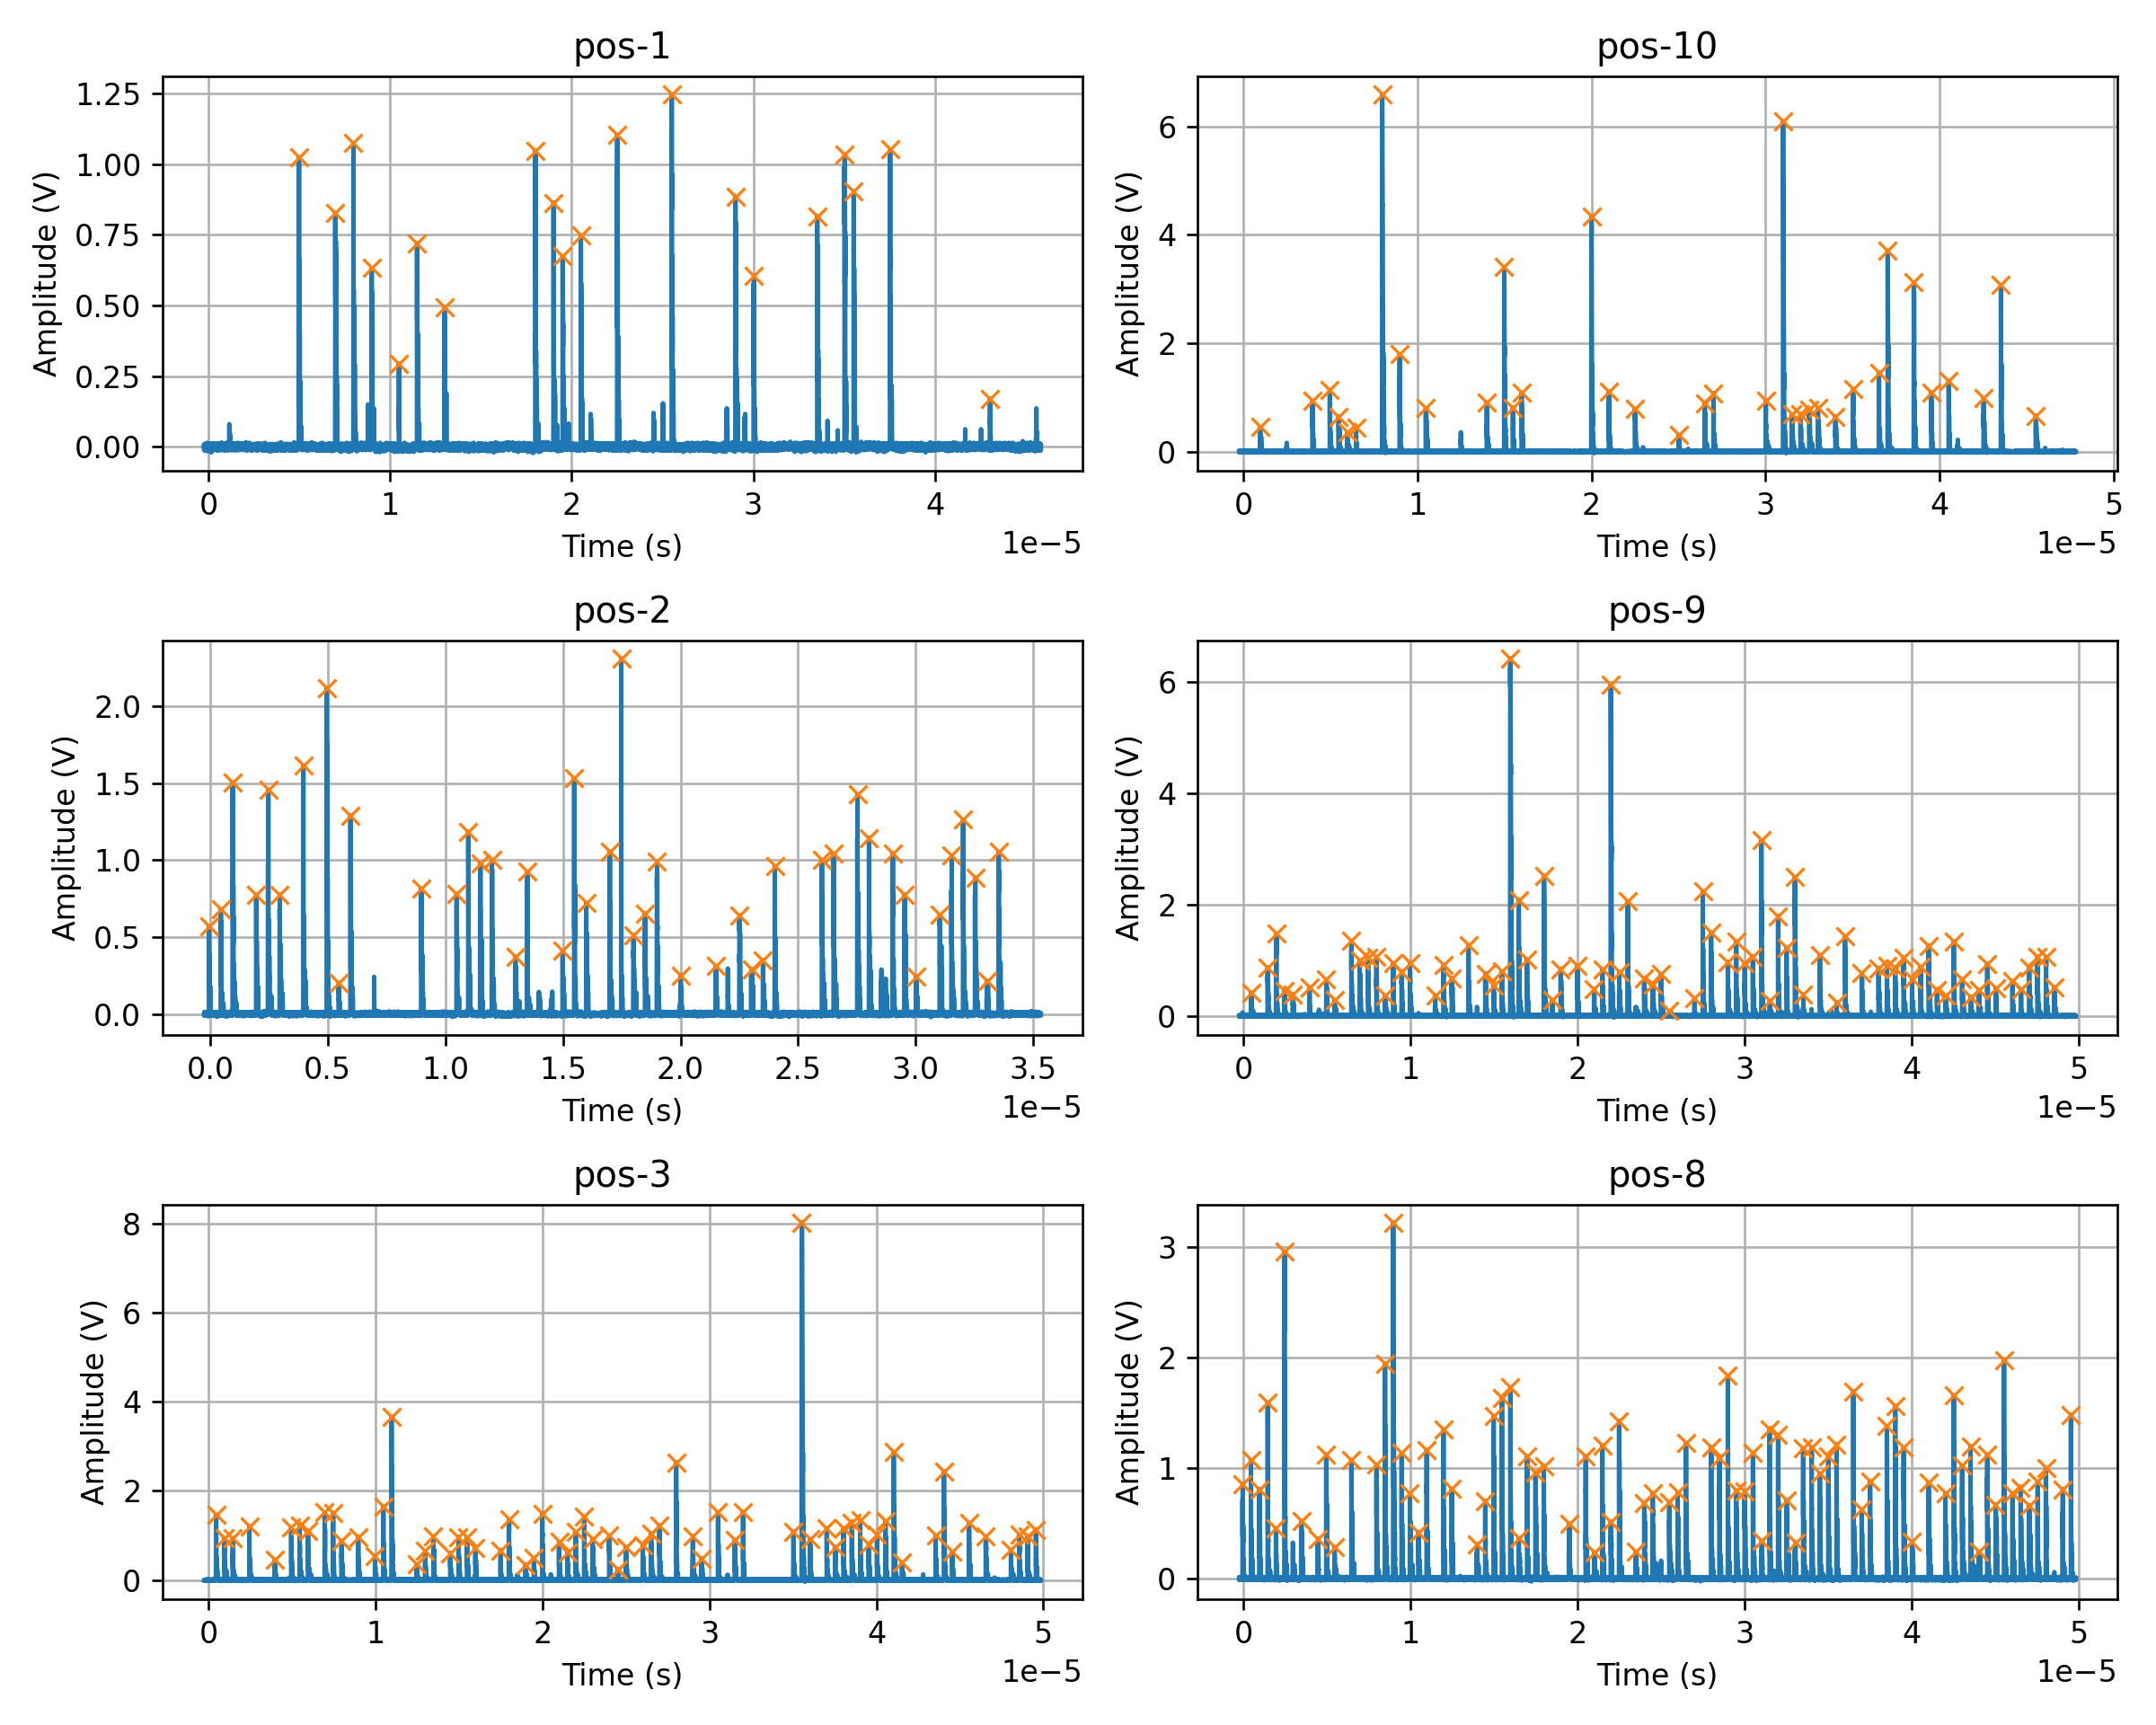 pos-1
Amplitude (V)
1.25
1.00
0.75
0.50
0.25
0.00
0 1 2 3 4
Time (s)
1e−5
pos-10
Amplitude (V)
6
4
2
0
0 1 2 3 4 5
Time (s)
1e−5
pos-2
Amplitude (V)
2.0
1.5
1.0
0.5
0.0
0.0 0.5 1.0 1.5 2.0 2.5 3.0 3.5
Time (s)
1e−5
pos-9
Amplitude (V)
6
4
2
0
0 1 2 3 4 5
Time (s)
1e−5
pos-3
Amplitude (V)
8
6
4
2
0
0 1 2 3 4 5
Time (s)
1e−5
pos-8
Amplitude (V)
3
2
1
0
0 1 2 3 4 5
Time (s)
1e−5